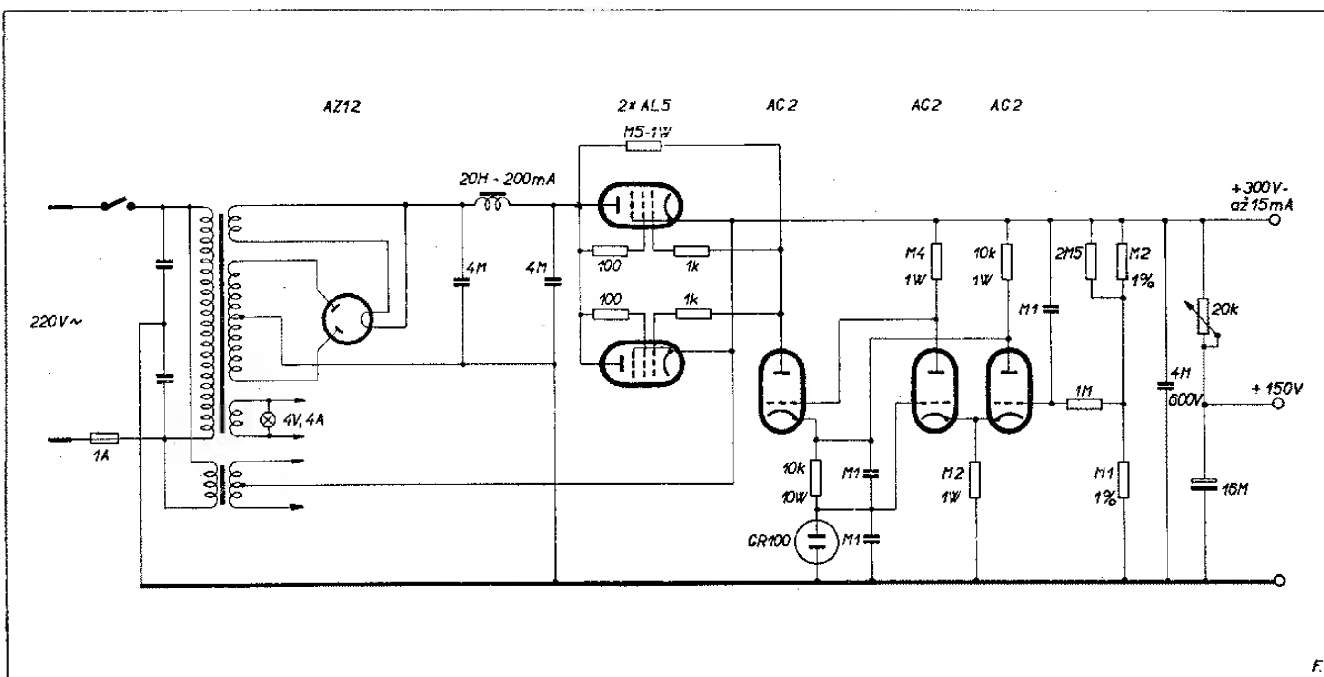 AZ12
2× AL5
AC2
AC2
AC2
M5-1W
20H - 200mA
+300V-
až 15mA
100
1k
4M
4M
M4
1W
10k
1W
2M5
M2
1%
M1
20k
220V~
100
1k
4M
600V
+150V
1M
4V, 4A
1A
10k
10W
M1
M2
1W
M1
1%
16M
GR100
M1
F.